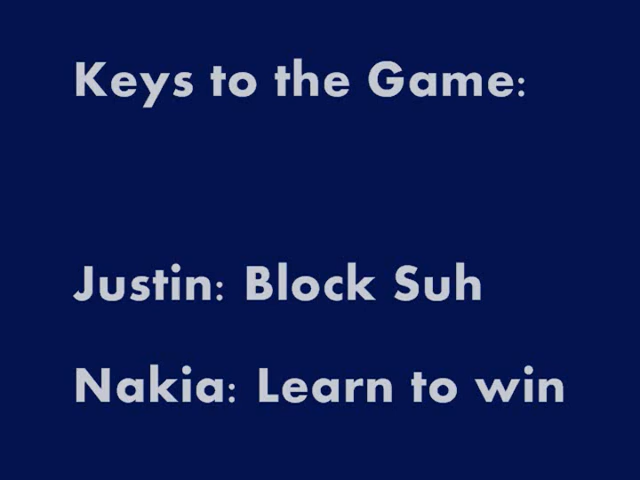 Keys to the Game:
Justin: Block Suh
Nakia: Learn to win